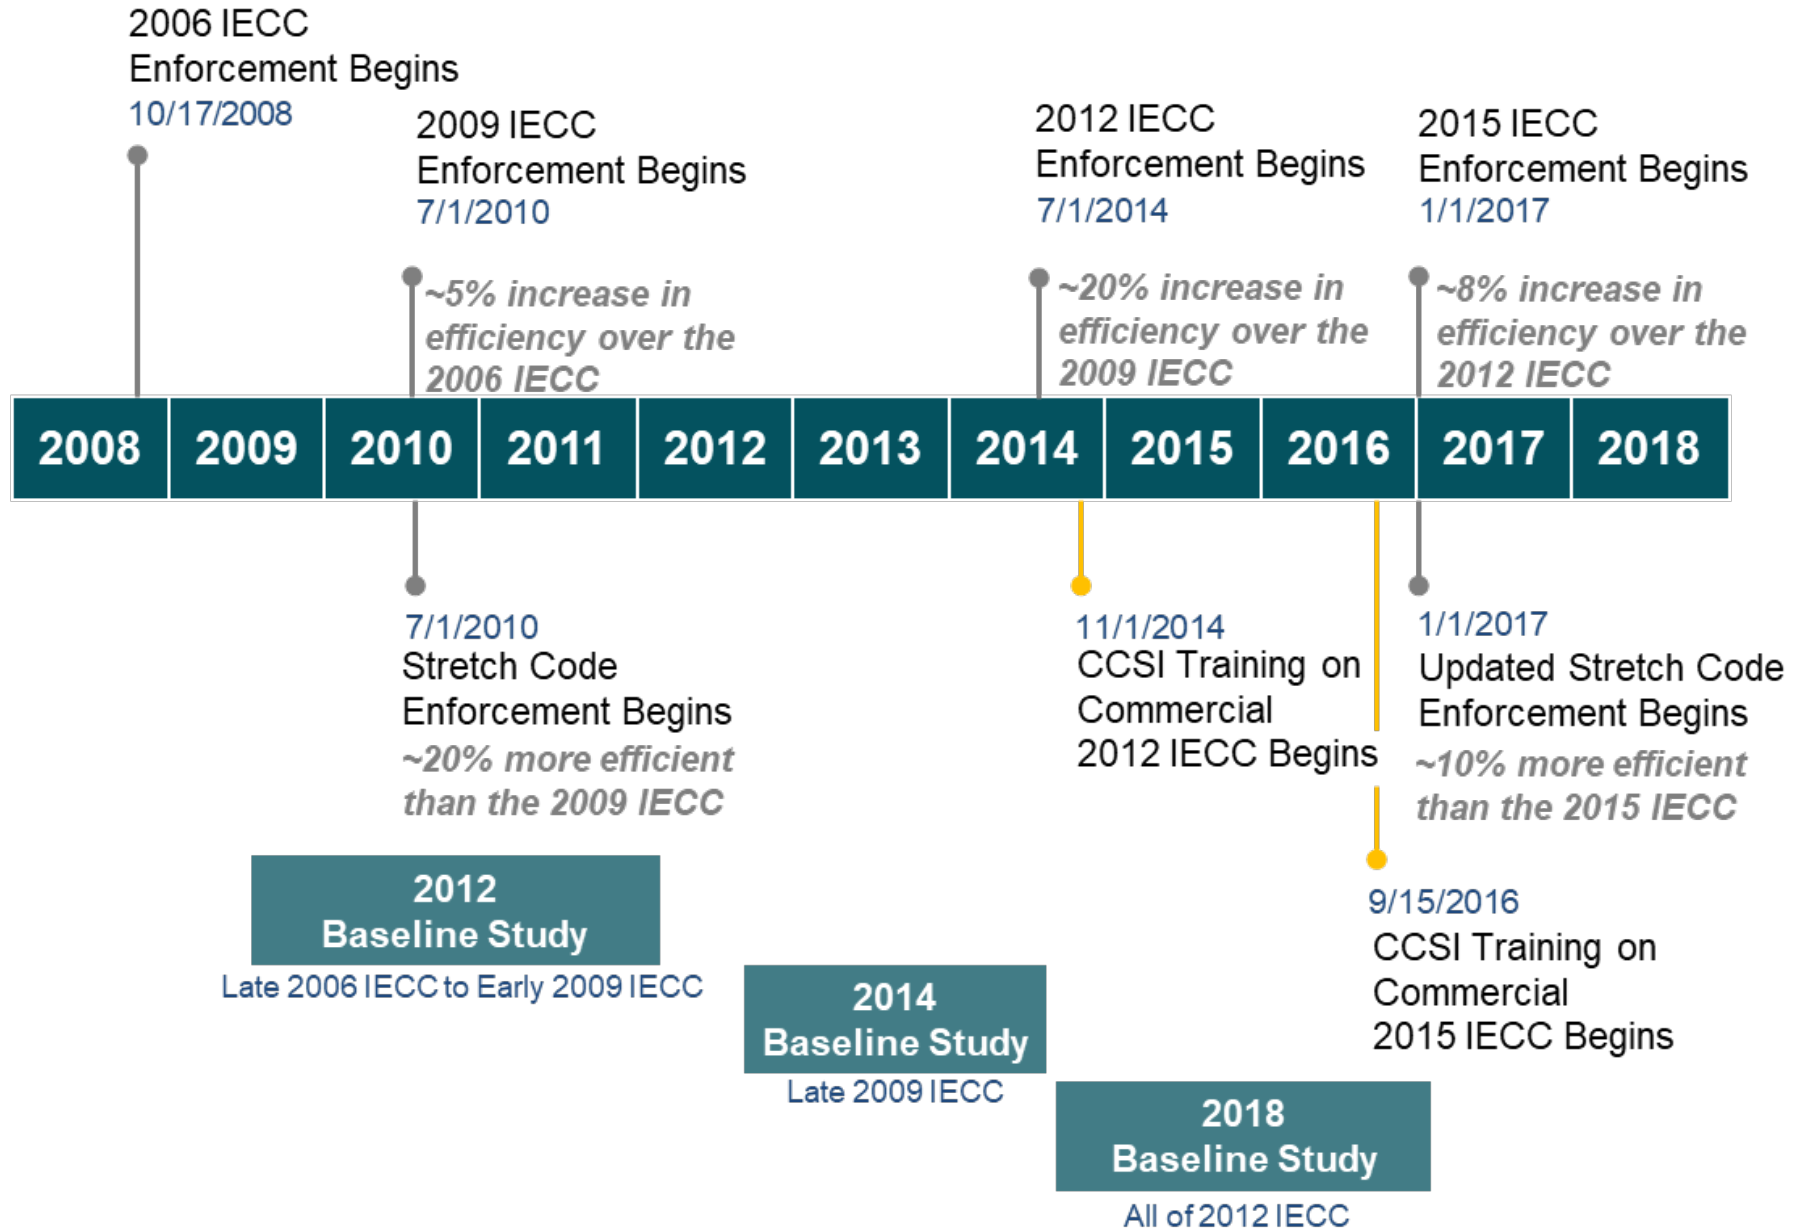 2006 IECC
Enforcement Begins
10/17/2008
2009 IECC
Enforcement Begins
7/1/2010
~5% increase in
efficiency over the
2006 IECC
2012 IECC
Enforcement Begins
7/1/2014
~20% increase in
efficiency over the
2009 IECC
2015 IECC
Enforcement Begins
1/1/2017
~8% increase in
efficiency over the
2012 IECC
2008 2009 2010 2011 2012 2013 2014 2015 2016 2017 2018
7/1/2010
Stretch Code
Enforcement Begins
~20% more efficient
than the 2009 IECC
11/1/2014
CCSI Training on
Commercial
2012 IECC Begins
1/1/2017
Updated Stretch Code
Enforcement Begins
~10% more efficient
than the 2015 IECC
9/15/2016
CCSI Training on
Commercial
2015 IECC Begins
2012
Baseline Study
Late 2006 IECC to Early 2009 IECC
2014
Baseline Study
Late 2009 IECC
2018
Baseline Study
All of 2012 IECC